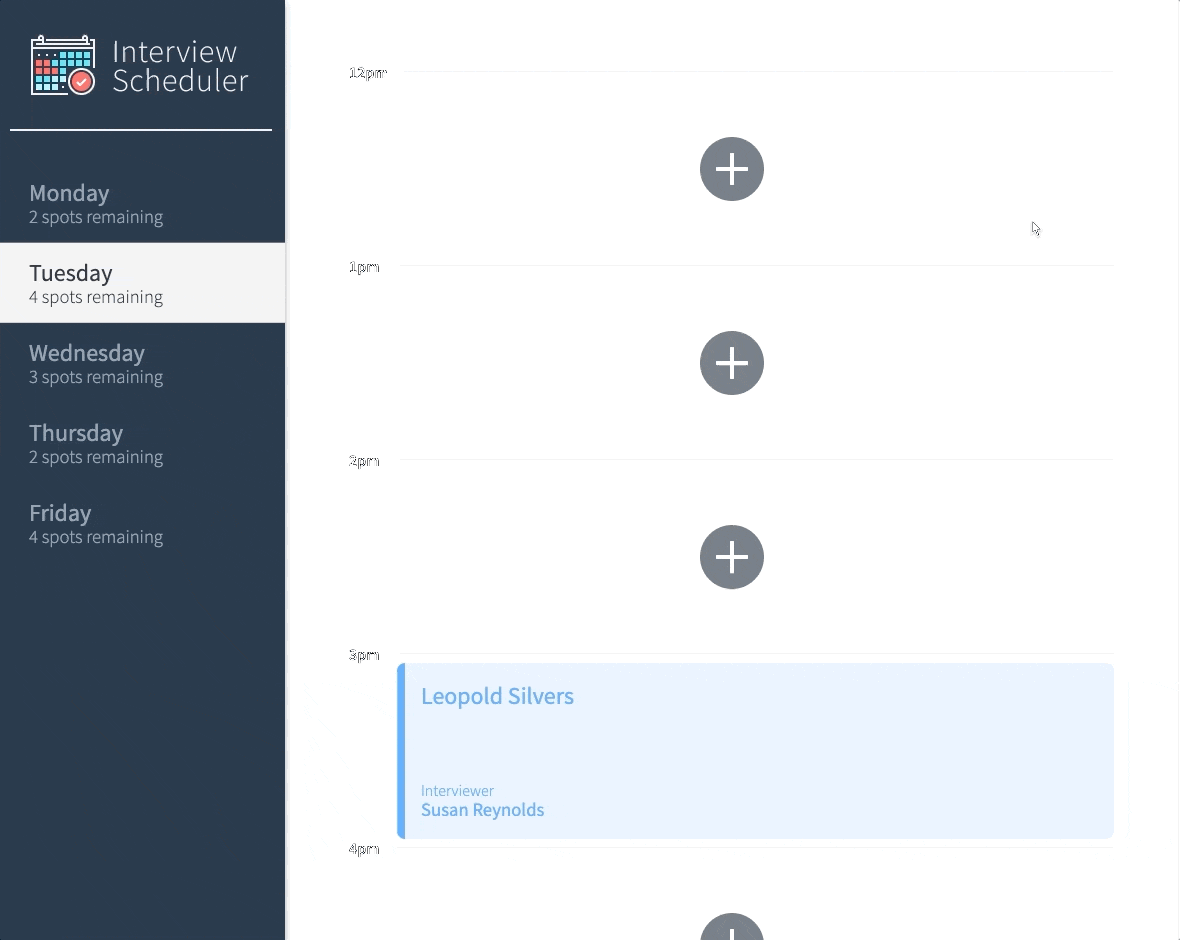 Interview
Scheduler
Monday
2 spots remaining
Tuesday
4 spots remaining
Wednesday
3 spots remaining
Thursday
2 spots remaining
Friday
4 spots remaining
12pm
1pm
2pm
3pm
Leopold Silvers
Interviewer
Susan Reynolds
4pm